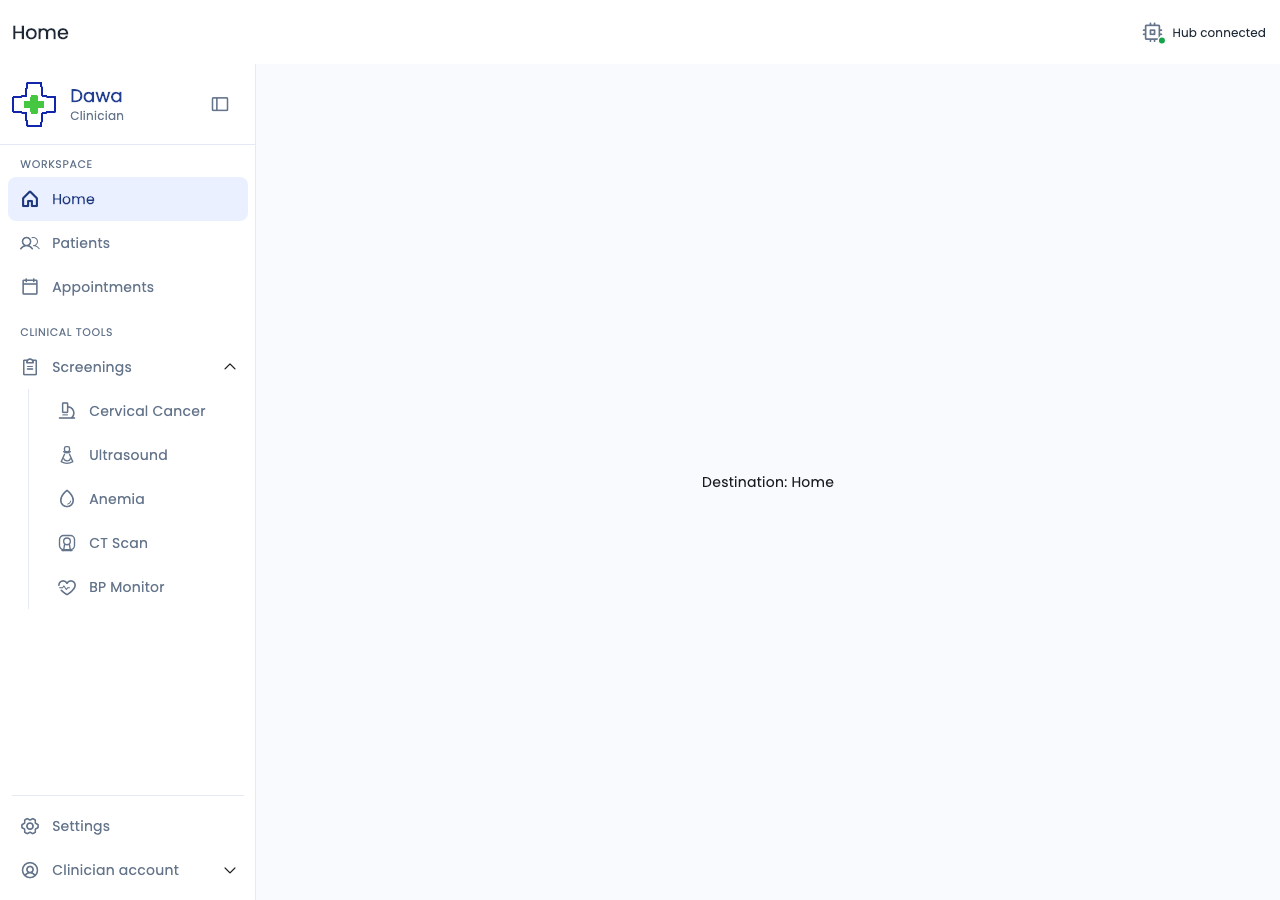 Home
Hub connected
Dawa
Clinician
WORKSPACE
Home
Patients
Appointments
CLINICAL TOOLS
Screenings
Cervical Cancer
Ultrasound
Anemia
CT Scan
BP Monitor
Destination: Home
Settings
Clinician account